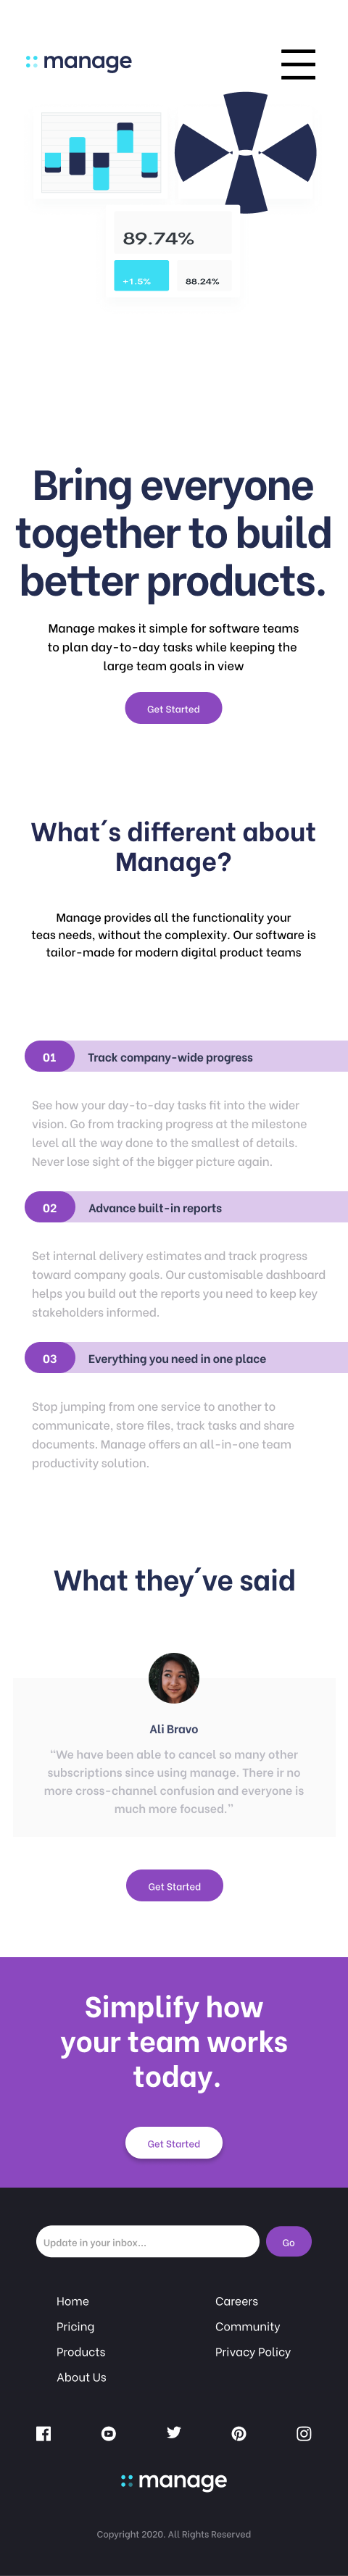 manage
89.74%
+1.5%
88.24%
Bring everyone
together to build
better products.
Manage makes it simple for software teams
to plan day-to-day tasks while keeping the
large team goals in view
Get Started
What´s different about
Manage?
Manage provides all the functionality your
teas needs, without the complexity. Our software is
tailor-made for modern digital product teams
01 Track company-wide progress
See how your day-to-day tasks fit into the wider
vision. Go from tracking progress at the milestone
level all the way done to the smallest of details.
Never lose sight of the bigger picture again.
02 Advance built-in reports
Set internal delivery estimates and track progress
toward company goals. Our customisable dashboard
helps you build out the reports you need to keep key
stakeholders informed.
03 Everything you need in one place
Stop jumping from one service to another to
communicate, store files, track tasks and share
documents. Manage offers an all-in-one team
productivity solution.
What they´ve said
Ali Bravo
“We have been able to cancel so many other
subscriptions since using manage. There ir no
more cross-channel confusion and everyone is
much more focused.”
Get Started
Simplify how
your team works
today.
Get Started
Update in your inbox...
Go
Home
Careers
Pricing
Community
Products
Privacy Policy
About Us
manage
Copyright 2020. All Rights Reserved